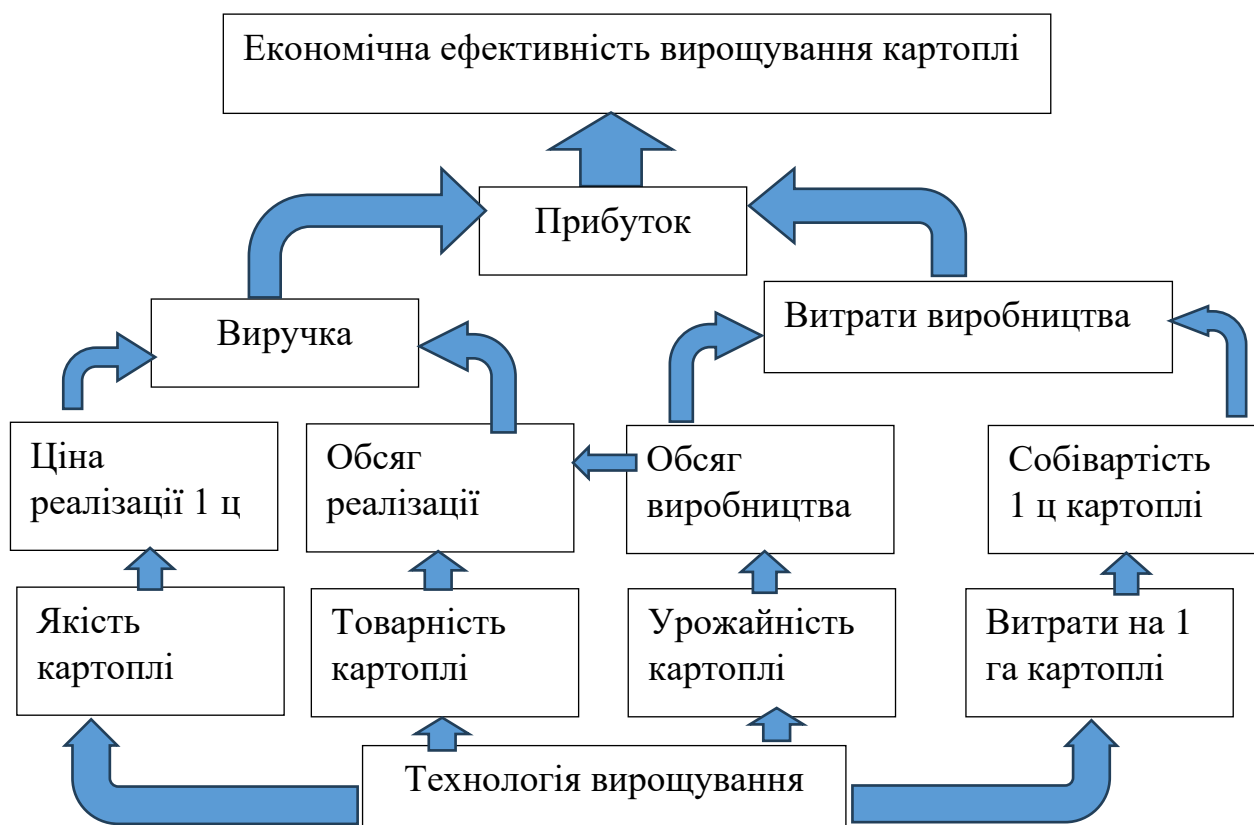 Економічна ефективність вирощування картоплі
Прибуток
Виручка
Витрати виробництва
Ціна
реалізації 1 ц
Обсяг
реалізації
Обсяг
виробництва
Собівартість
1 ц картоплі
Якість
картоплі
Товарність
картоплі
Урожайність
картоплі
Витрати на 1
га картоплі
Технологія вирощування